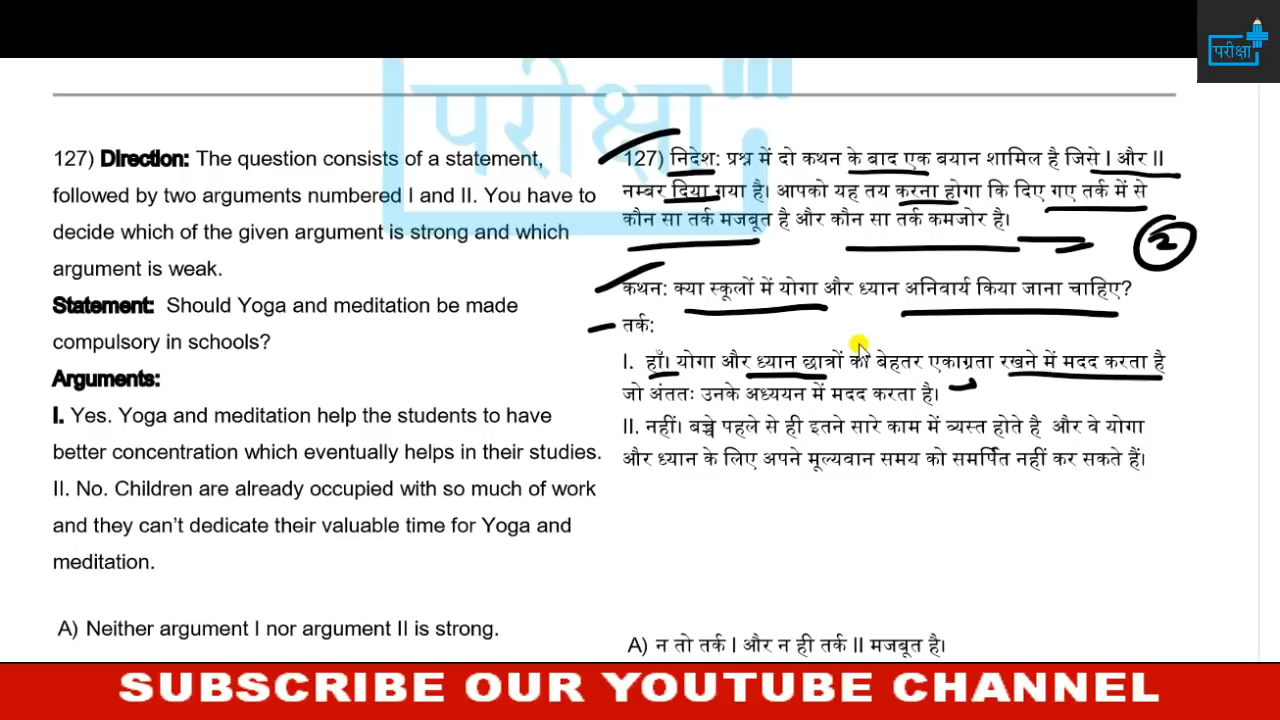 परीक्षा
परीक्षा
127) Direction: The question consists of a statement,
followed by two arguments numbered I and II. You have to
decide which of the given argument is strong and which
argument is weak.
Statement: Should Yoga and meditation be made
compulsory in schools?
Arguments:
I. Yes. Yoga and meditation help the students to have
better concentration which eventually helps in their studies.
II. No. Children are already occupied with so much of work
and they can't dedicate their valuable time for Yoga and
meditation.
A) Neither argument I nor argument II is strong.
127) निर्देश: प्रश्न में दो कथन के बाद एक बयान शामिल है जिसे I और II
नम्बर दिया गया है। आपको यह तय करना होगा कि दिए गए तर्क में से
कौन सा तर्क मजबूत है और कौन सा तर्क कमजोर है।
2
कथन: क्या स्कूलों में योगा और ध्यान अनिवार्य किया जाना चाहिए?
तर्क:
I. हाँ। योगा और ध्यान छात्रों को बेहतर एकाग्रता रखने में मदद करता है
जो अंततः उनके अध्ययन में मदद करता है।
II. नहीं। बच्चे पहले से ही इतने सारे काम में व्यस्त होते है और वे योगा
और ध्यान के लिए अपने मूल्यवान समय को समर्पित नहीं कर सकते हैं।
A) न तो तर्क I और न ही तर्क II मजबूत है।
SUBSCRIBE OUR YOUTUBE CHANNEL